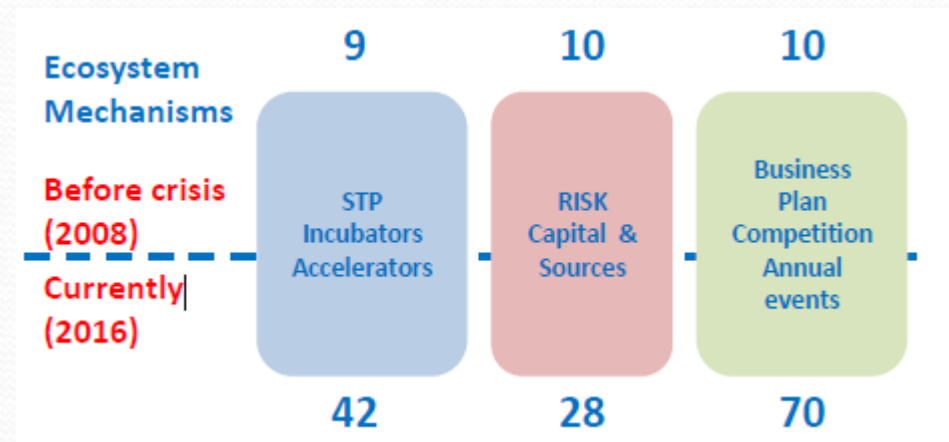 9 10 10
Ecosystem
Mechanisms
Before crisis
(2008)
Currently
(2016)
STP
Incubators
Accelerators
RISK
Capital &
Sources
Business
Plan
Competition
Annual
events
42 28 70